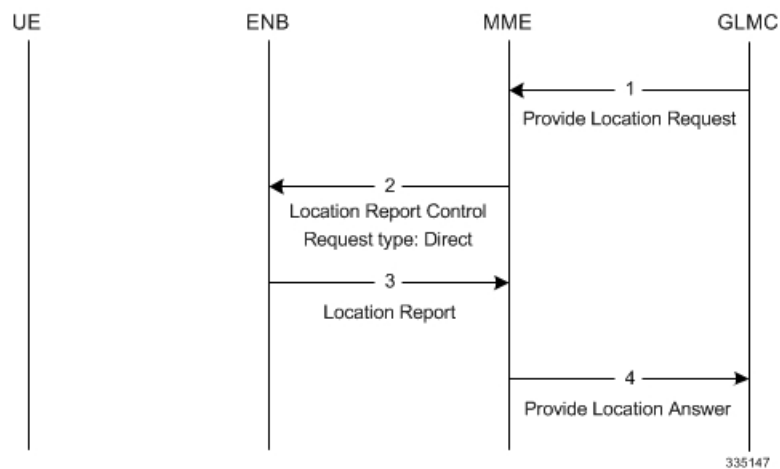 UE
ENB
MME
GLMC
1
Provide Location Request
2
Location Report Control
Request type: Direct
3
Location Report
4
Provide Location Answer
335147